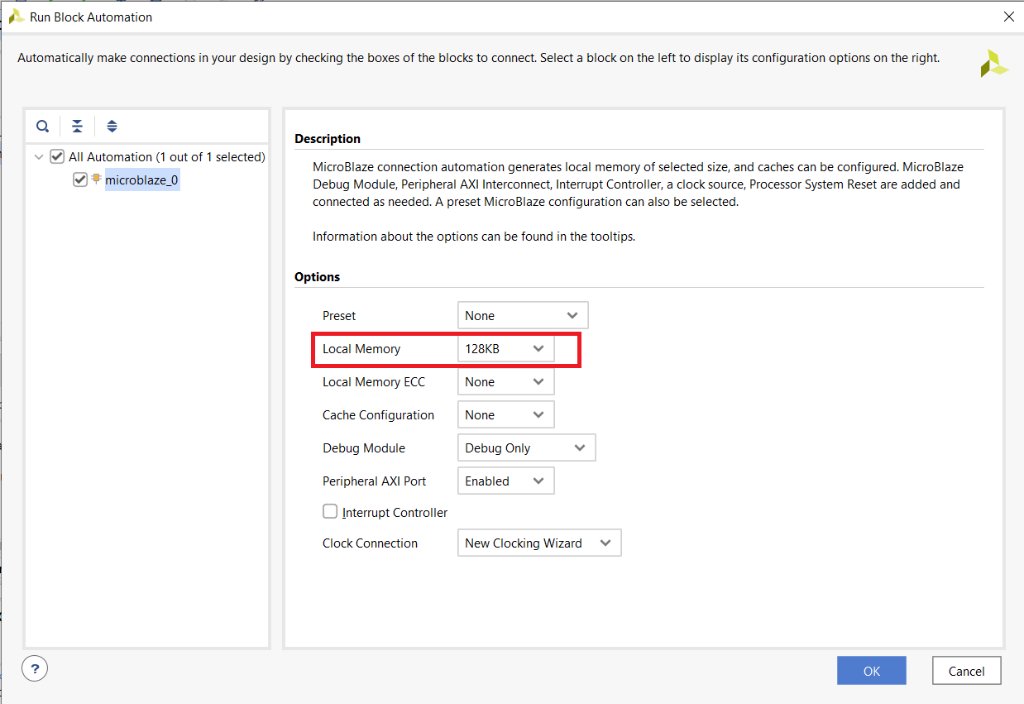 Run Block Automation
Automatically make connections in your design by checking the boxes of the blocks to connect. Select a block on the left to display its configuration options on the right.
All Automation (1 out of 1 selected)
microblaze_0
Description
MicroBlaze connection automation generates local memory of selected size, and caches can be configured. MicroBlaze
Debug Module, Peripheral AXI Interconnect, Interrupt Controller, a clock source, Processor System Reset are added and
connected as needed. A preset MicroBlaze configuration can also be selected.
Information about the options can be found in the tooltips.
Options
Preset None
Local Memory 128KB
Local Memory ECC None
Cache Configuration None
Debug Module Debug Only
Peripheral AXI Port Enabled
Interrupt Controller
Clock Connection New Clocking Wizard
?
OK
Cancel